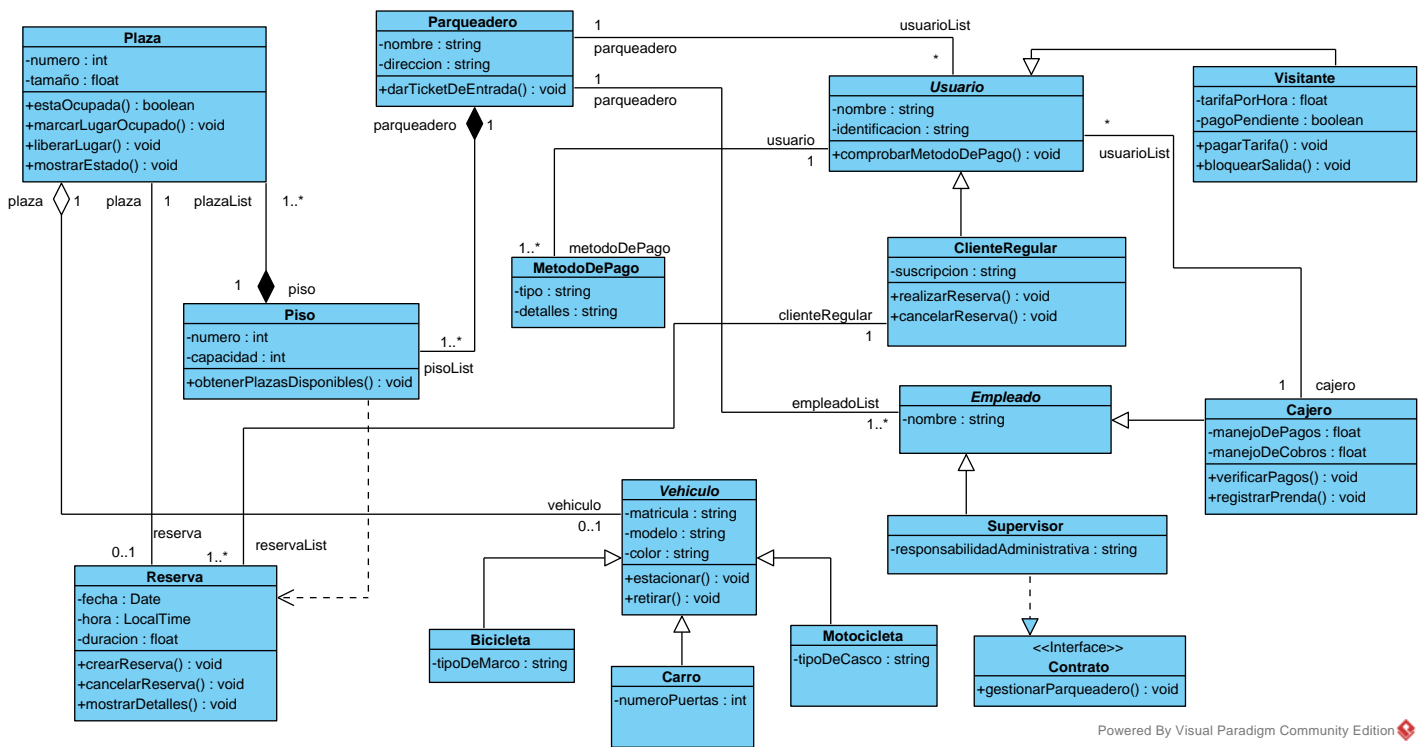 Plaza
-numero : int
-tamaño : float
+estaOcupada() : boolean
+marcarLugarOcupado() : void
+liberarLugar() : void
+mostrarEstado() : void
Parqueadero
-nombre : string
-direccion : string
+darTicketDeEntrada() : void
1
parqueadero
usuarioList
*
1
parqueadero
Usuario
-nombre : string
-identificacion : string
+comprobarMetodoDePago() : void
Visitante
-tarifaPorHora : float
-pagoPendiente : boolean
+pagarTarifa() : void
+bloquearSalida() : void
*
usuarioList
parqueadero
1
usuario
1
plaza
1
plaza
1
plazaList
1..*
1..*
metodoDePago
MetodoDePago
-tipo : string
-detalles : string
ClienteRegular
-suscripcion : string
+realizarReserva() : void
+cancelarReserva() : void
1
piso
Piso
-numero : int
-capacidad : int
+obtenerPlazasDisponibles() : void
1..*
pisoList
clienteRegular
1
empleadoList
1..*
Empleado
-nombre : string
1
cajero
Cajero
-manejoDePagos : float
-manejoDeCobros : float
+verificarPagos() : void
+registrarPrenda() : void
vehiculo
0..1
Vehiculo
-matricula : string
-modelo : string
-color : string
+estacionar() : void
+retirar() : void
Supervisor
-responsabilidadAdministrativa : string
reserva
0..1
1..*
reservaList
Reserva
-fecha : Date
-hora : LocalTime
-duracion : float
+crearReserva() : void
+cancelarReserva() : void
+mostrarDetalles() : void
Bicicleta
-tipoDeMarco : string
Carro
-numeroPuertas : int
Motocicleta
-tipoDeCasco : string
<<Interface>>
Contrato
+gestionarParqueadero() : void
Powered By Visual Paradigm Community Edition